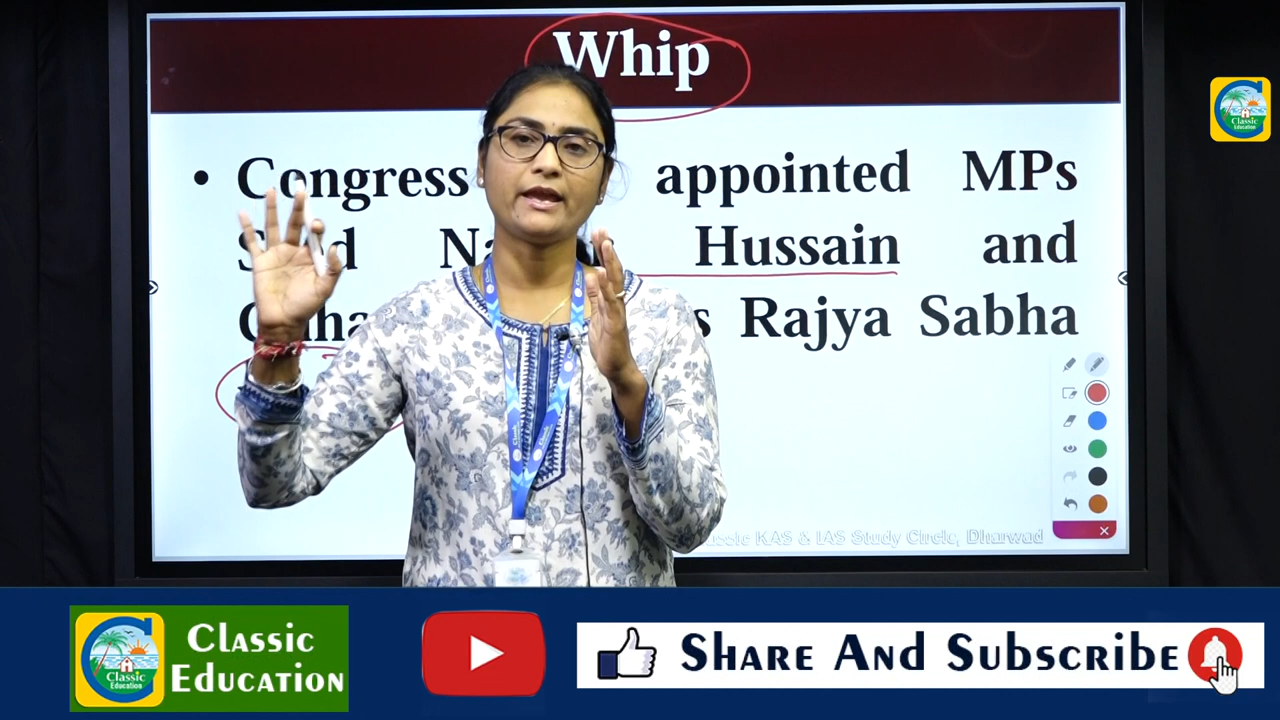 Whip
Congress appointed MPs
Hussain and
Rajya Sabha
KAS & IAS Study Circle, Dharwad
Classic
Education
Classic
Education
Classic
Education
Share And Subscribe